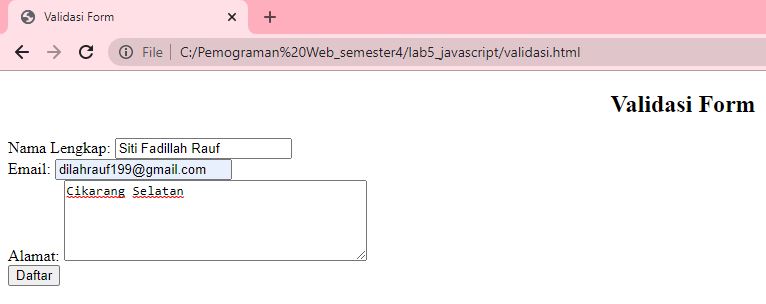 Validasi Form
File | C:/Pemograman%20Web_semester4/lab5_javascript/validasi.html
Validasi Form
Nama Lengkap: Siti Fadillah Rauf
Email: dilahrauf199@gmail.com
Cikarang Selatan
Alamat:
Daftar